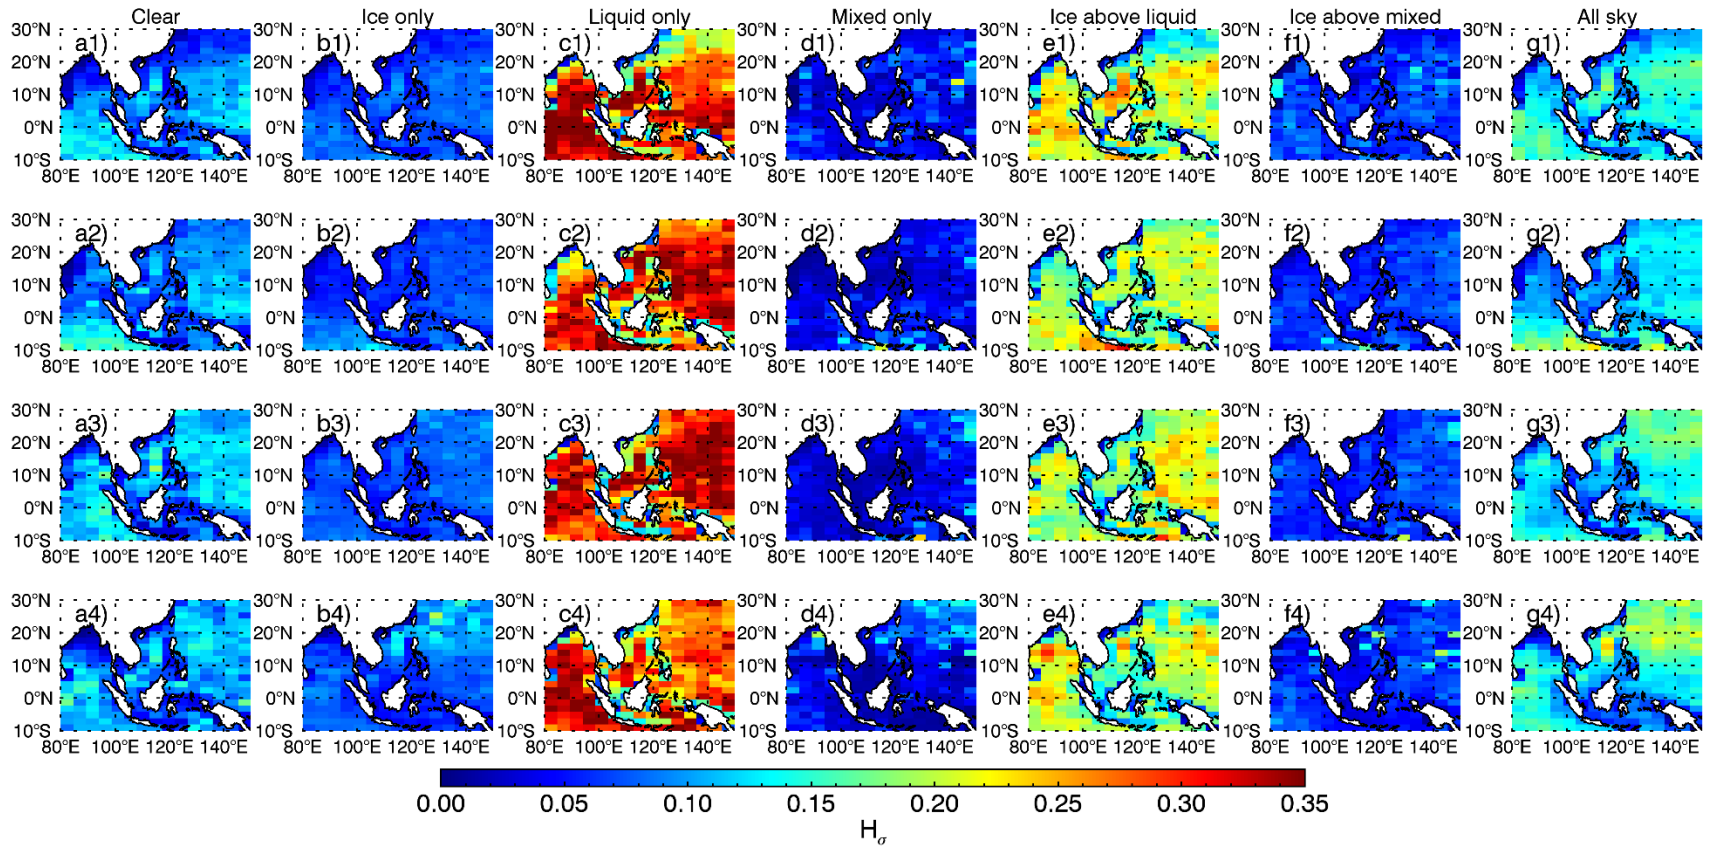 Clear Ice only Liquid only Mixed only Ice above liquid Ice above mixed All sky
30°N 30°N 30°N 30°N 30°N 30°N 30°N
a1) b1) c1) d1) e1) f1) g1)
20°N 20°N 20°N 20°N 20°N 20°N 20°N
10°N 10°N 10°N 10°N 10°N 10°N 10°N
0°N 0°N 0°N 0°N 0°N 0°N 0°N
10°S 10°S 10°S 10°S 10°S 10°S 10°S
80°E 100°E 120°E 140°E 80°E 100°E 120°E 140°E 80°E 100°E 120°E 140°E 80°E 100°E 120°E 140°E 80°E 100°E 120°E 140°E 80°E 100°E 120°E 140°E 80°E 100°E 120°E 140°E
30°N 30°N 30°N 30°N 30°N 30°N 30°N
a2) b2) c2) d2) e2) f2) g2)
20°N 20°N 20°N 20°N 20°N 20°N 20°N
10°N 10°N 10°N 10°N 10°N 10°N 10°N
0°N 0°N 0°N 0°N 0°N 0°N 0°N
10°S 10°S 10°S 10°S 10°S 10°S 10°S
80°E 100°E 120°E 140°E 80°E 100°E 120°E 140°E 80°E 100°E 120°E 140°E 80°E 100°E 120°E 140°E 80°E 100°E 120°E 140°E 80°E 100°E 120°E 140°E 80°E 100°E 120°E 140°E
30°N 30°N 30°N 30°N 30°N 30°N 30°N
a3) b3) c3) d3) e3) f3) g3)
20°N 20°N 20°N 20°N 20°N 20°N 20°N
10°N 10°N 10°N 10°N 10°N 10°N 10°N
0°N 0°N 0°N 0°N 0°N 0°N 0°N
10°S 10°S 10°S 10°S 10°S 10°S 10°S
80°E 100°E 120°E 140°E 80°E 100°E 120°E 140°E 80°E 100°E 120°E 140°E 80°E 100°E 120°E 140°E 80°E 100°E 120°E 140°E 80°E 100°E 120°E 140°E 80°E 100°E 120°E 140°E
30°N 30°N 30°N 30°N 30°N 30°N 30°N
a4) b4) c4) d4) e4) f4) g4)
20°N 20°N 20°N 20°N 20°N 20°N 20°N
10°N 10°N 10°N 10°N 10°N 10°N 10°N
0°N 0°N 0°N 0°N 0°N 0°N 0°N
10°S 10°S 10°S 10°S 10°S 10°S 10°S
80°E 100°E 120°E 140°E 80°E 100°E 120°E 140°E 80°E 100°E 120°E 140°E 80°E 100°E 120°E 140°E 80°E 100°E 120°E 140°E 80°E 100°E 120°E 140°E 80°E 100°E 120°E 140°E
0.00 0.05 0.10 0.15 0.20 0.25 0.30 0.35
H<sub>σ</sub>